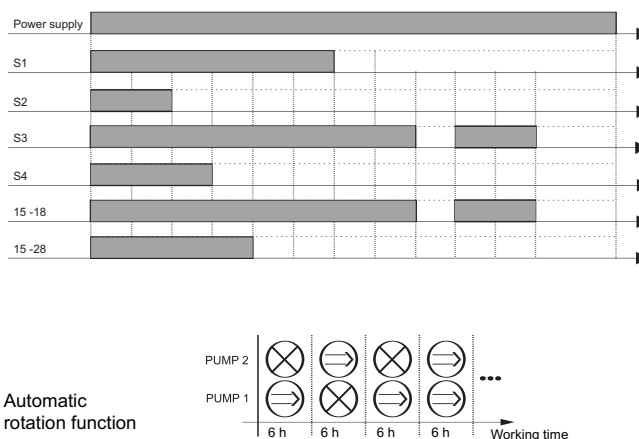 Power supply
S1
S2
S3
S4
15 -18
15 -28
PUMP 2
PUMP 1
Automatic
rotation function
6 h 6 h 6 h 6 h Working time